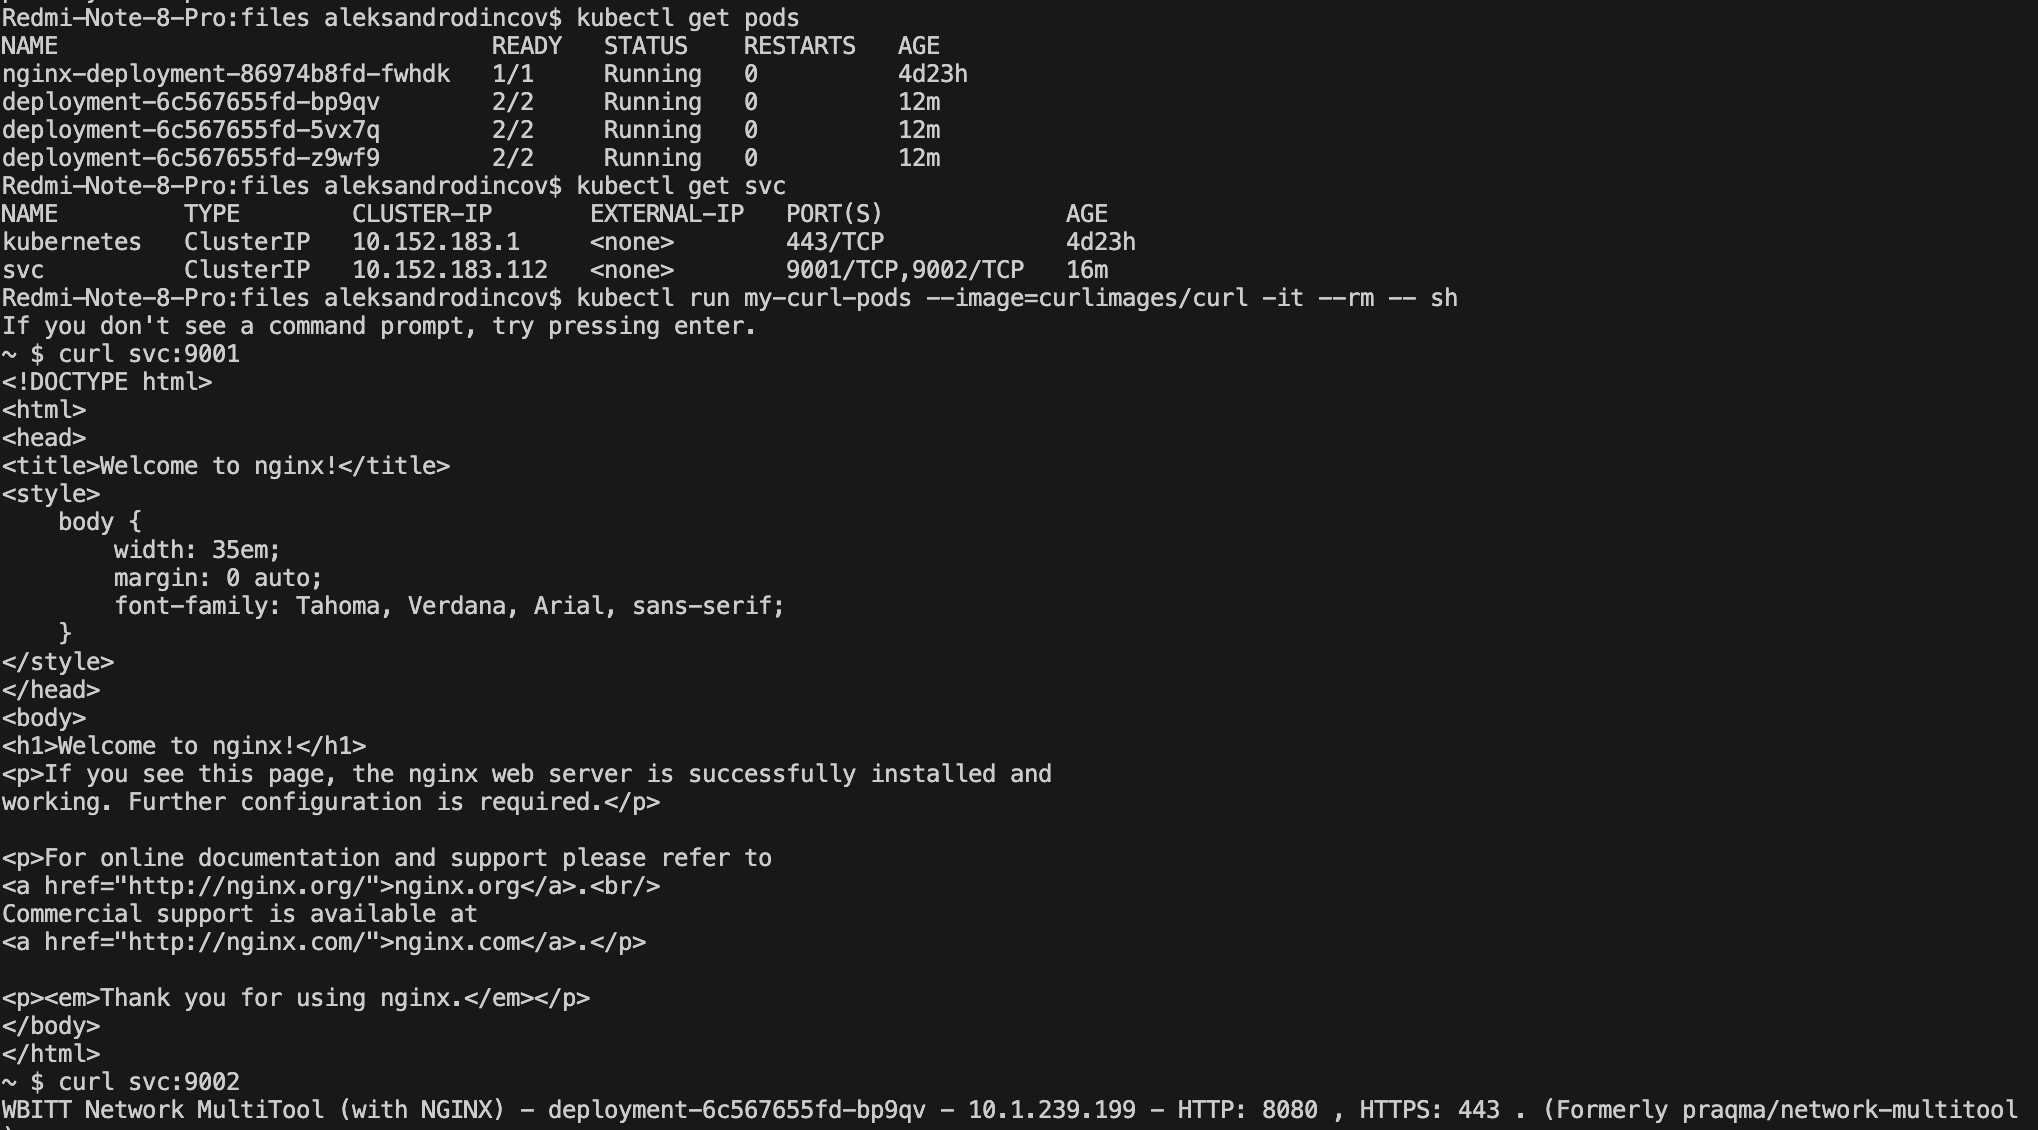 Redmi-Note-8-Pro:files aleksandrodincov$ kubectl get pods
NAME                               READY   STATUS    RESTARTS   AGE
nginx-deployment-86974b8fd-fwhdk   1/1     Running   0          4d23h
deployment-6c567655fd-bp9qv        2/2     Running   0          12m
deployment-6c567655fd-5vx7q        2/2     Running   0          12m
deployment-6c567655fd-z9wf9        2/2     Running   0          12m
Redmi-Note-8-Pro:files aleksandrodincov$ kubectl get svc
NAME         TYPE        CLUSTER-IP       EXTERNAL-IP   PORT(S)             AGE
kubernetes   ClusterIP   10.152.183.1     <none>        443/TCP             4d23h
svc          ClusterIP   10.152.183.112   <none>        9001/TCP,9002/TCP   16m
Redmi-Note-8-Pro:files aleksandrodincov$ kubectl run my-curl-pods --image=curlimages/curl -it --rm -- sh
If you don't see a command prompt, try pressing enter.
~ $ curl svc:9001
<!DOCTYPE html>
<html>
<head>
<title>Welcome to nginx!</title>
<style>
    body {
        width: 35em;
        margin: 0 auto;
        font-family: Tahoma, Verdana, Arial, sans-serif;
    }
</style>
</head>
<body>
<h1>Welcome to nginx!</h1>
<p>If you see this page, the nginx web server is successfully installed and
working. Further configuration is required.</p>

<p>For online documentation and support please refer to
<a href="http://nginx.org/">nginx.org</a>.<br/>
Commercial support is available at
<a href="http://nginx.com/">nginx.com</a>.</p>

<p><em>Thank you for using nginx.</em></p>
</body>
</html>
~ $ curl svc:9002
WBITT Network MultiTool (with NGINX) - deployment-6c567655fd-bp9qv - 10.1.239.199 - HTTP: 8080 , HTTPS: 443 . (Formerly praqma/network-multitool